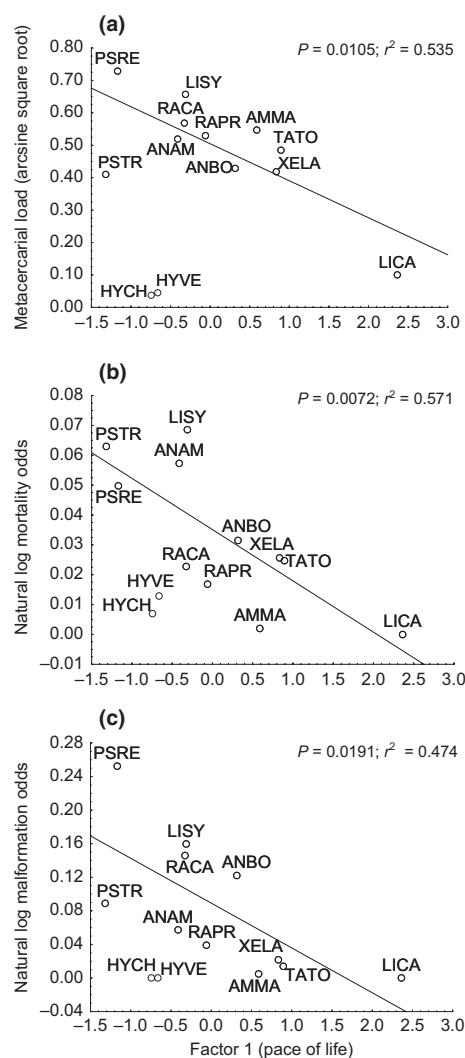 (a)
P = 0.0105; r² = 0.535
Metacercarial load (arcsine square root)
0.80
0.70
0.60
0.50
0.40
0.30
0.20
0.10
0.00
PSRE
LISY
RACA
RAPR
AMMA
ANAM
TATO
PSTR
ANBO
XELA
LICA
HYCH
HYVE
–1.5 –1.0 –0.5 0.0 0.5 1.0 1.5 2.0 2.5 3.0
(b)
P = 0.0072; r² = 0.571
Natural log mortality odds
0.08
0.07
0.06
0.05
0.04
0.03
0.02
0.01
0.00
–0.01
PSTR
LISY
ANAM
PSRE
ANBO
XELA
TATO
RACA
RAPR
HYVE
HYCH
AMMA
LICA
–1.5 –1.0 –0.5 0.0 0.5 1.0 1.5 2.0 2.5 3.0
(c)
P = 0.0191; r² = 0.474
Natural log malformation odds
0.28
0.24
0.20
0.16
0.12
0.08
0.04
0.00
–0.04
PSRE
LISY
RACA
ANBO
PSTR
ANAM
RAPR
XELA
HYCH
HYVE
AMMA
TATO
LICA
–1.5 –1.0 –0.5 0.0 0.5 1.0 1.5 2.0 2.5 3.0
Factor 1 (pace of life)